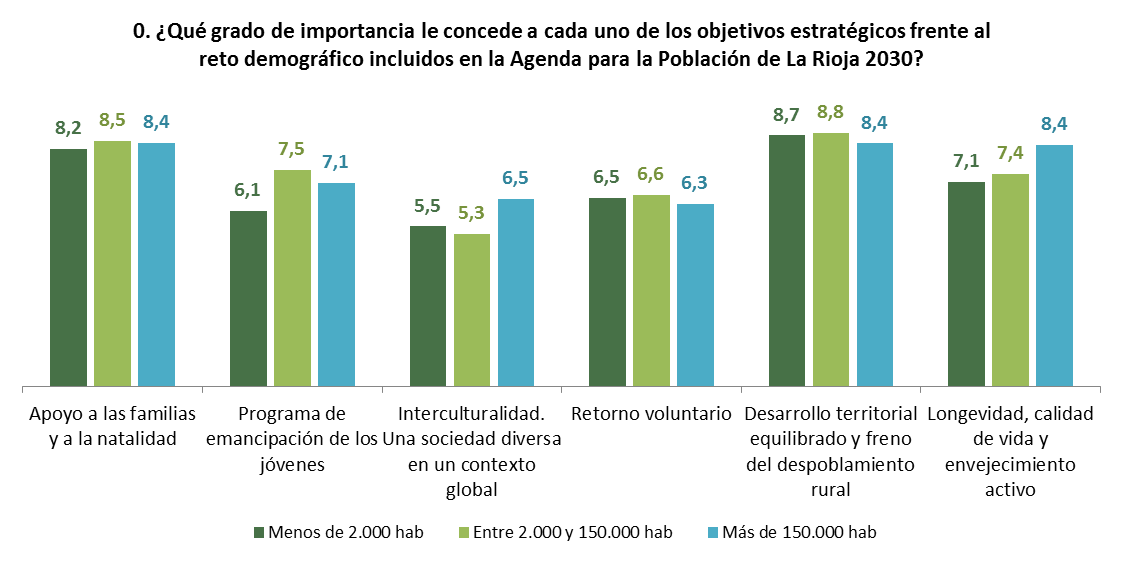 0. ¿Qué grado de importancia le concede a cada uno de los objetivos estratégicos frente al
reto demográfico incluidos en la Agenda para la Población de La Rioja 2030?
8,2
8,5
8,4
6,1
7,5
7,1
5,5
5,3
6,5
6,5
6,6
6,3
8,7
8,8
8,4
7,1
7,4
8,4
Apoyo a las familias
y a la natalidad
Programa de
emancipación de los
jóvenes
Interculturalidad.
Una sociedad diversa
en un contexto
global
Retorno voluntario
Desarrollo territorial
equilibrado y freno
del despoblamiento
rural
Longevidad, calidad
de vida y
envejecimiento
activo
Menos de 2.000 hab
Entre 2.000 y 150.000 hab
Más de 150.000 hab